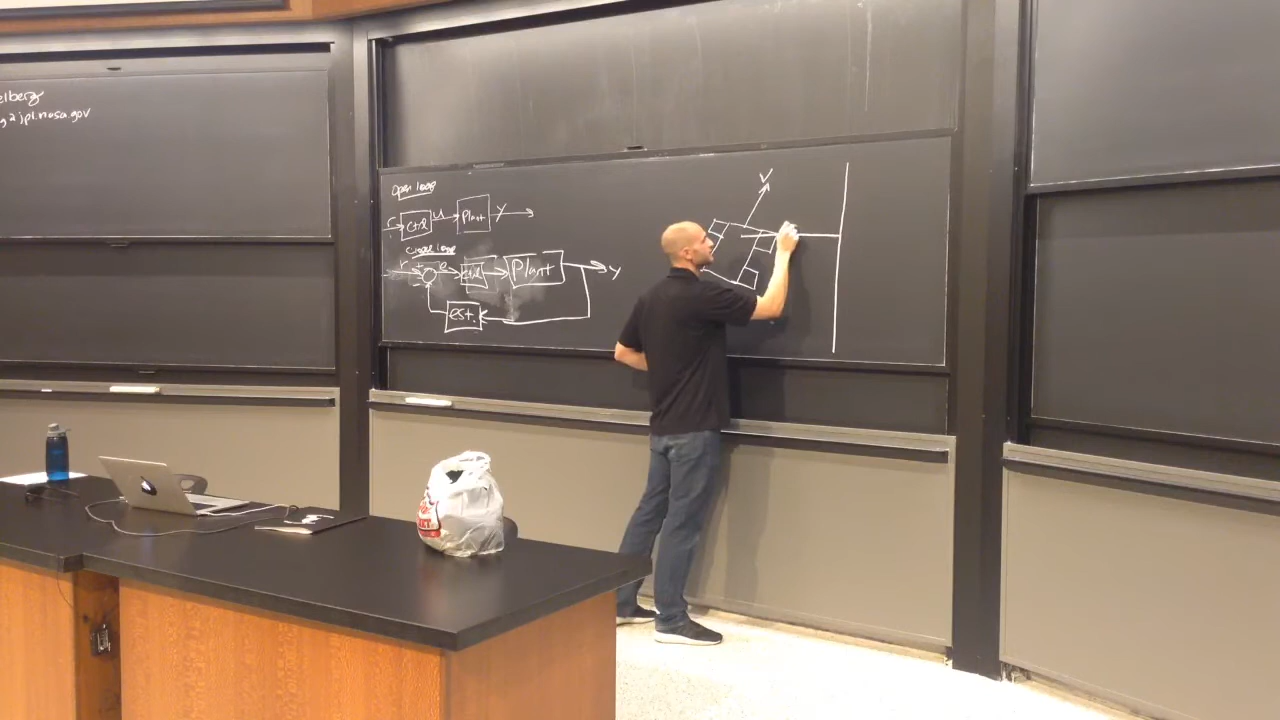 elberg
g@jpl.nasa.gov
Open loop
r ctrl u Plant y
closed loop
r + e ctrl Plant y
-
est.
V